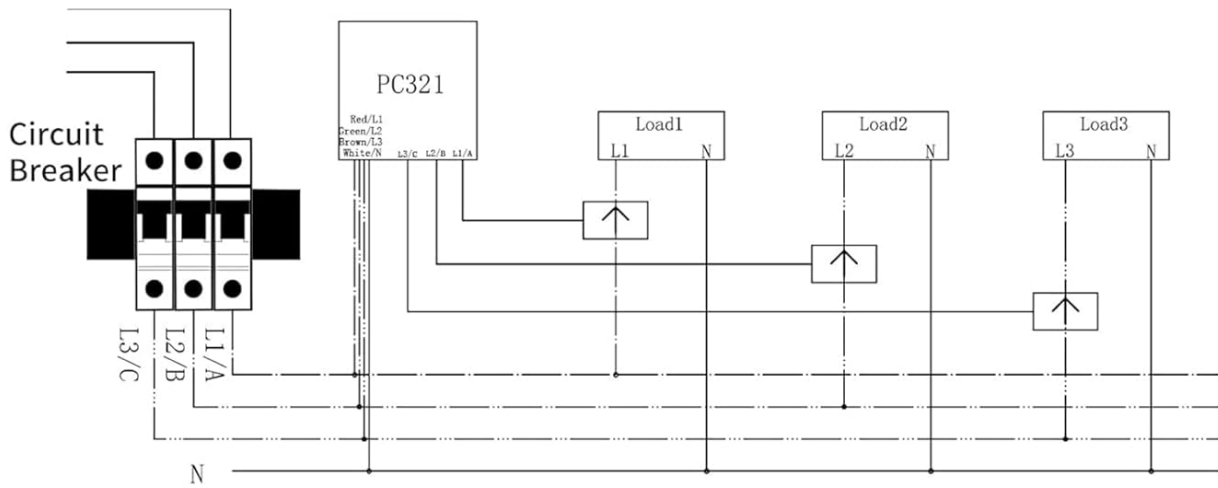 Circuit
Breaker
PC321
Red/L1
Green/L2
Brown/L3
White/N
L3/C L2/B L1/A
Load1
L1 N
Load2
L2 N
Load3
L3 N
L3/C
L2/B
L1/A
N